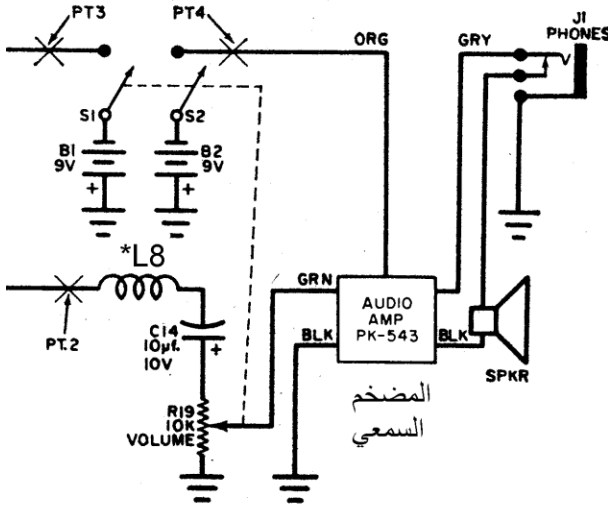 PT3
PT4
ORG
GRY
J1
PHONES
S1
S2
B1
9V
B2
9V
+
+
*L8
PT.2
C14
10µf.
10V
+
GRN
AUDIO
AMP
PK-543
BLK
BLK
SPKR
R19
10K
VOLUME
المضخم
السمعي